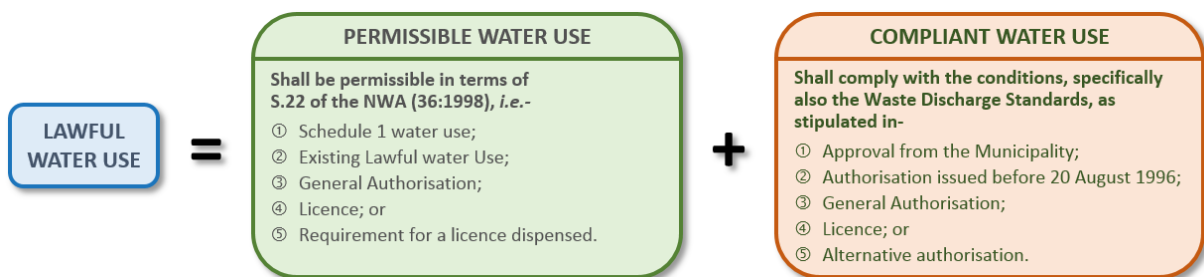 LAWFUL
WATER USE
=
PERMISSIBLE WATER USE
Shall be permissible in terms of
S.22 of the NWA (36:1998), i.e.-
① Schedule 1 water use;
② Existing Lawful water Use;
③ General Authorisation;
④ Licence; or
⑤ Requirement for a licence dispensed.
+
COMPLIANT WATER USE
Shall comply with the conditions, specifically
also the Waste Discharge Standards, as
stipulated in-
① Approval from the Municipality;
② Authorisation issued before 20 August 1996;
③ General Authorisation;
④ Licence; or
⑤ Alternative authorisation.